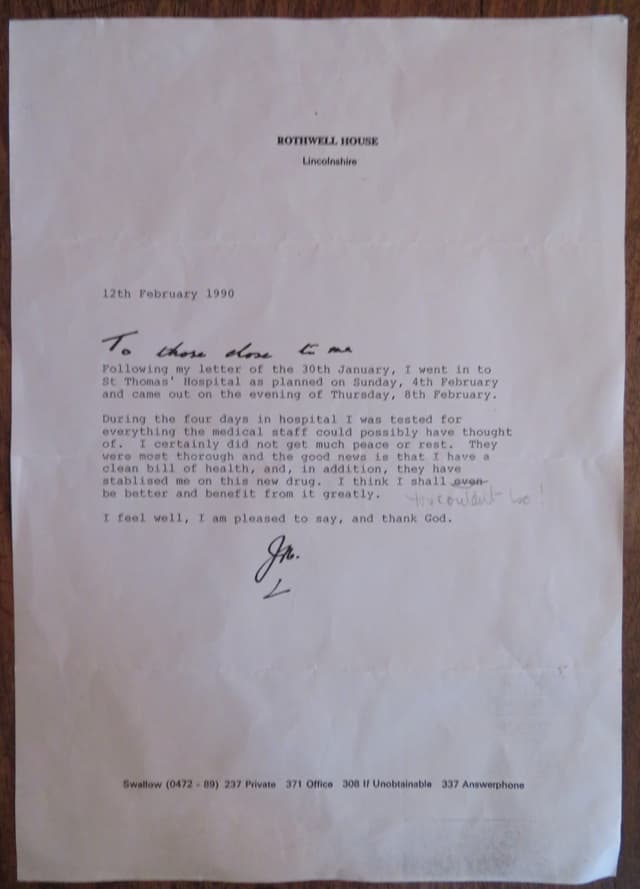 ROTHWELL HOUSE
Lincolnshire
12th February 1990
To those close to me
Following my letter of the 30th January, I went in to
St Thomas' Hospital as planned on Sunday, 4th February
and came out on the evening of Thursday, 8th February.
During the four days in hospital I was tested for
everything the medical staff could possibly have thought
of. I certainly did not get much peace or rest. They
were most thorough and the good news is that I have a
clean bill of health, and, in addition, they have
stablised me on this new drug. I think I shall even
be better and benefit from it greatly. You couldn't be!
I feel well, I am pleased to say, and thank God.
Swallow (0472 - 89) 237 Private 371 Office 308 If Unobtainable 337 Answerphone